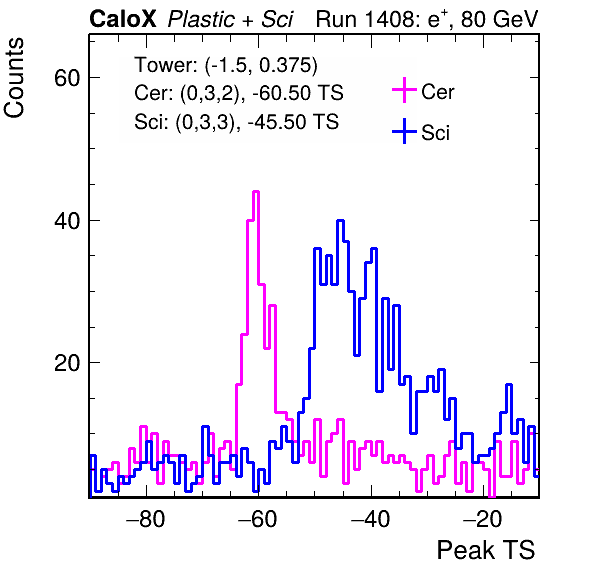 CaloX Plastic + Sci Run 1408: e+, 80 GeV
Counts
Tower: (-1.5, 0.375)
Cer: (0,3,2), -60.50 TS
Sci: (0,3,3), -45.50 TS
Cer
Sci
60
40
20
−80 −60 −40 −20
Peak TS